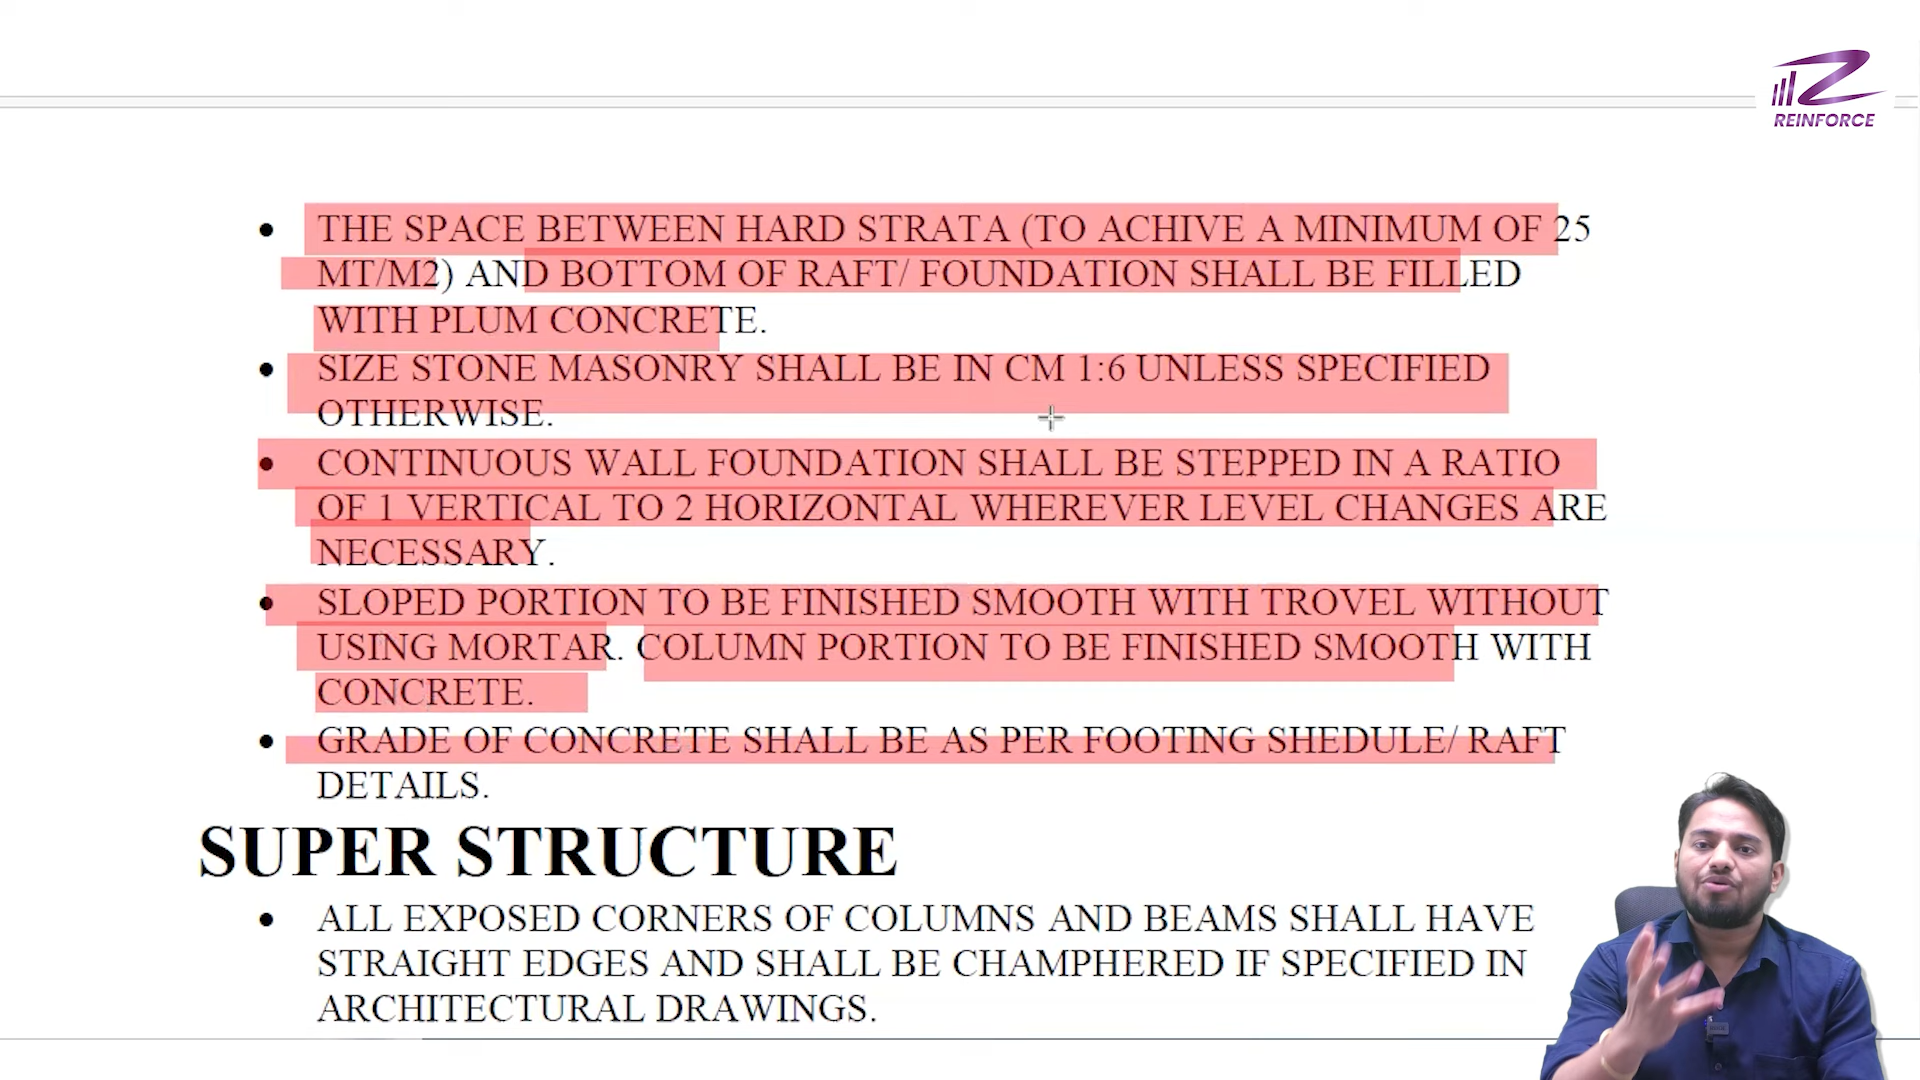 REINFORCE
• THE SPACE BETWEEN HARD STRATA (TO ACHIVE A MINIMUM OF 25
MT/M2) AND BOTTOM OF RAFT/ FOUNDATION SHALL BE FILLED
WITH PLUM CONCRETE.
• SIZE STONE MASONRY SHALL BE IN CM 1:6 UNLESS SPECIFIED
OTHERWISE.
• CONTINUOUS WALL FOUNDATION SHALL BE STEPPED IN A RATIO
OF 1 VERTICAL TO 2 HORIZONTAL WHEREVER LEVEL CHANGES ARE
NECESSARY.
• SLOPED PORTION TO BE FINISHED SMOOTH WITH TROVEL WITHOUT
USING MORTAR. COLUMN PORTION TO BE FINISHED SMOOTH WITH
CONCRETE.
• GRADE OF CONCRETE SHALL BE AS PER FOOTING SHEDULE/ RAFT
DETAILS.
SUPER STRUCTURE
• ALL EXPOSED CORNERS OF COLUMNS AND BEAMS SHALL HAVE
STRAIGHT EDGES AND SHALL BE CHAMPHERED IF SPECIFIED IN
ARCHITECTURAL DRAWINGS.